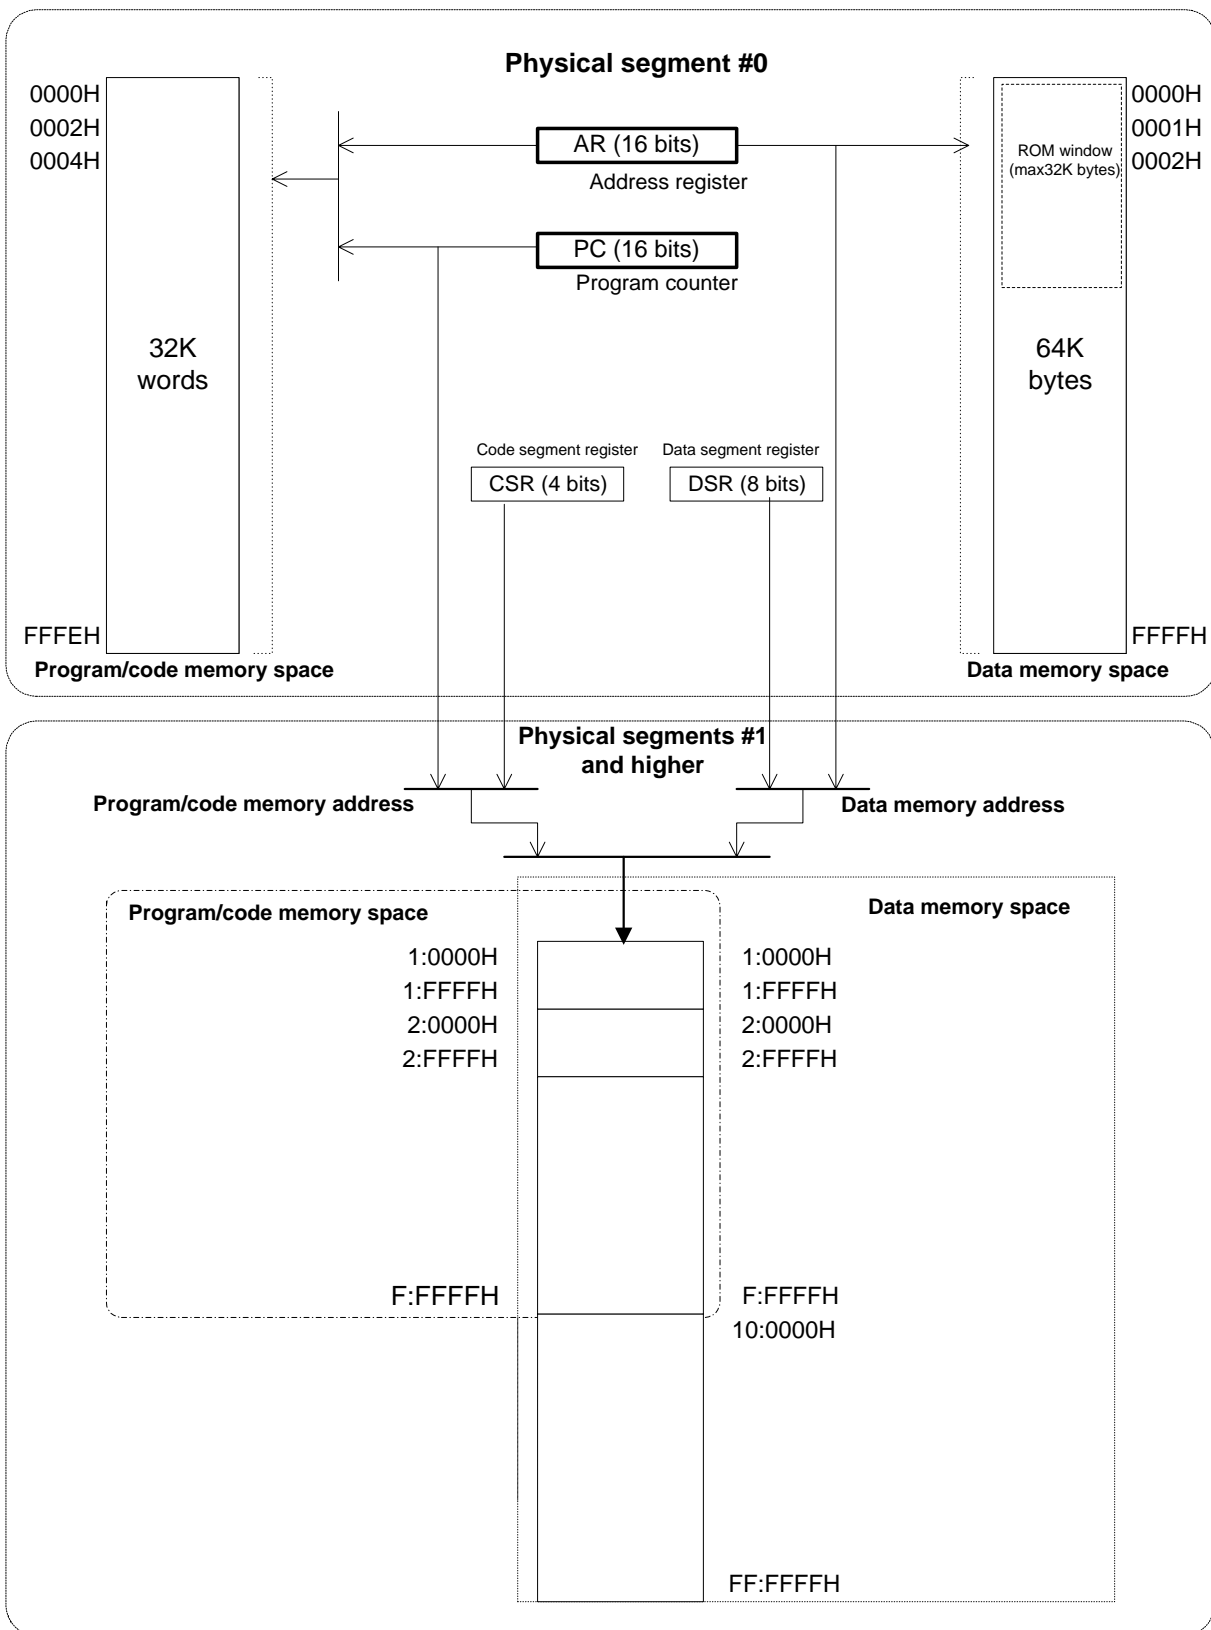 Physical segment #0
0000H
0002H
0004H
AR (16 bits)
Address register
PC (16 bits)
Program counter
ROM window
(max32K bytes)
0000H
0001H
0002H
32K
words
64K
bytes
Code segment register
CSR (4 bits)
Data segment register
DSR (8 bits)
FFFEH
Program/code memory space
FFFFH
Data memory space
Physical segments #1
and higher
Program/code memory address
Data memory address
Program/code memory space
Data memory space
1:0000H
1:FFFFH
2:0000H
2:FFFFH
1:0000H
1:FFFFH
2:0000H
2:FFFFH
F:FFFFH
F:FFFFH
10:0000H
FF:FFFFH